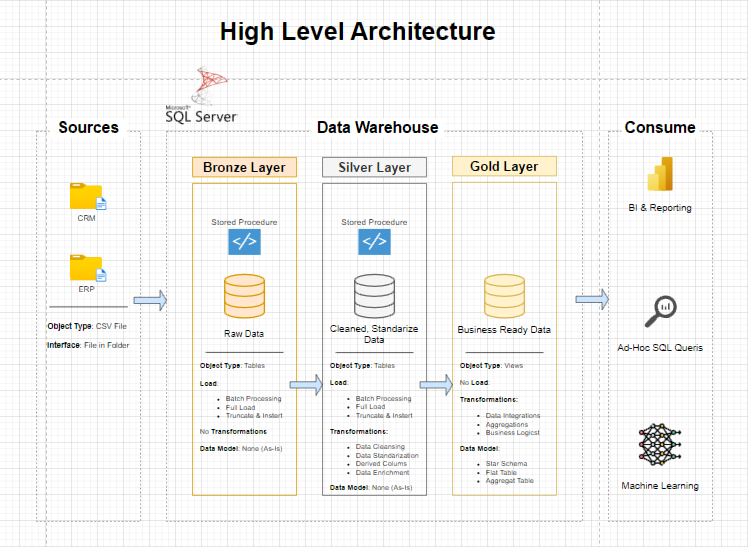 High Level Architecture
Microsoft
SQL Server
Sources
Data Warehouse
Consume
Bronze Layer
Silver Layer
Gold Layer
CRM
ERP
Object Type: CSV File
Interface: File in Folder
Stored Procedure
Raw Data
Object Type: Tables
Load:
• Batch Processing
• Full Load
• Truncate & Instert
No Transformations
Data Model: None (As-Is)
Stored Procedure
Cleaned, Standarize
Data
Object Type: Tables
Load:
• Batch Processing
• Full Load
• Truncate & Instert
Transformations:
• Data Cleansing
• Data Standarization
• Derived Colums
• Data Enrichment
Data Model: None (As-Is)
Business Ready Data
Object Type: Views
No Load:
Transformations:
• Data Integrations
• Aggregations
• Business Logicst
Data Model:
• Star Schema
• Flat Table
• Aggregat Table
BI & Reporting
Ad-Hoc SQL Queris
Machine Learning